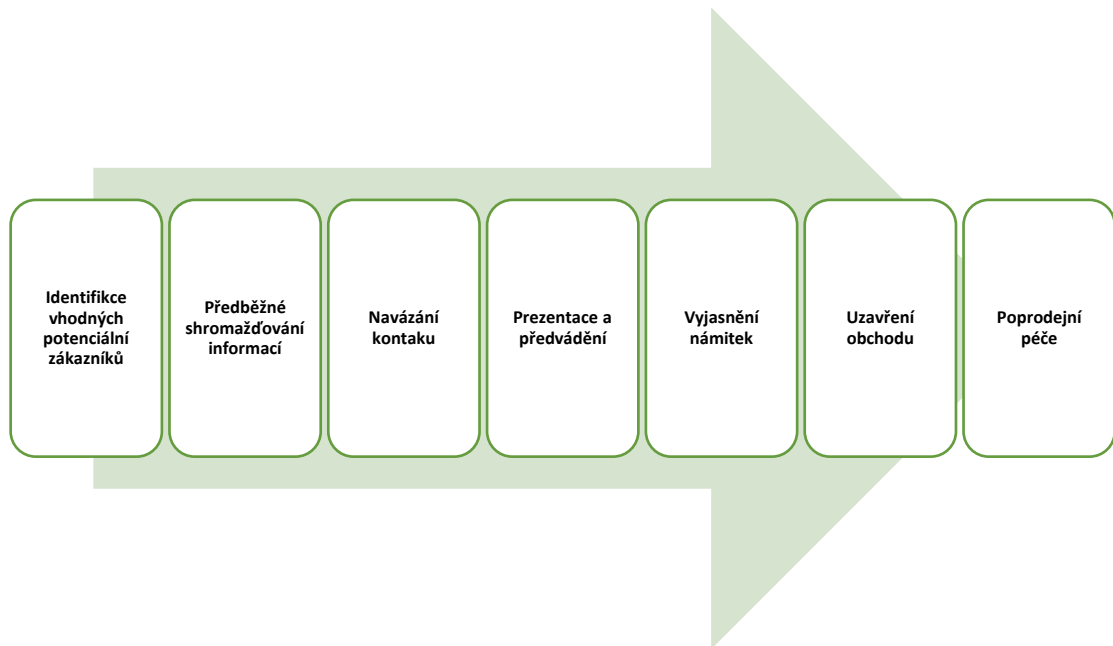 Identifikce
vhodných
potenciální
zákazníků
Předběžné
shromažďování
informací
Navázání
kontaku
Prezentace a
předvádění
Vyjasnění
námitek
Uzavření
obchodu
Poprodejní
péče